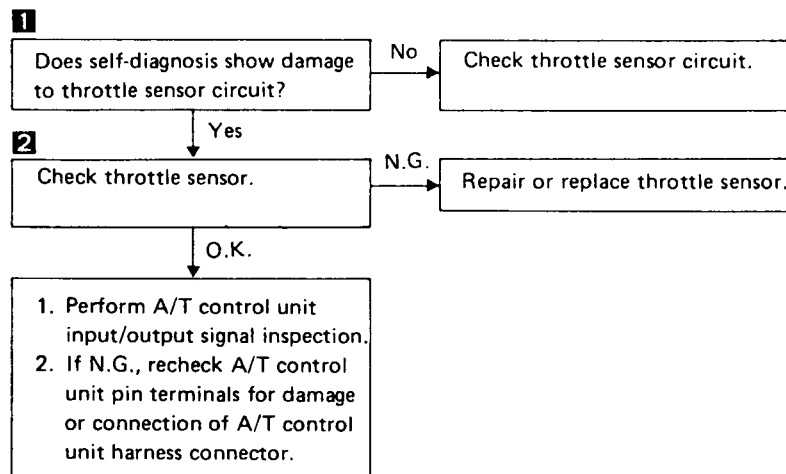 1
Does self-diagnosis show damage
to throttle sensor circuit?
No
Check throttle sensor circuit.
Yes
2
Check throttle sensor.
N.G.
Repair or replace throttle sensor.
O.K.
1. Perform A/T control unit
input/output signal inspection.
2. If N.G., recheck A/T control
unit pin terminals for damage
or connection of A/T control
unit harness connector.